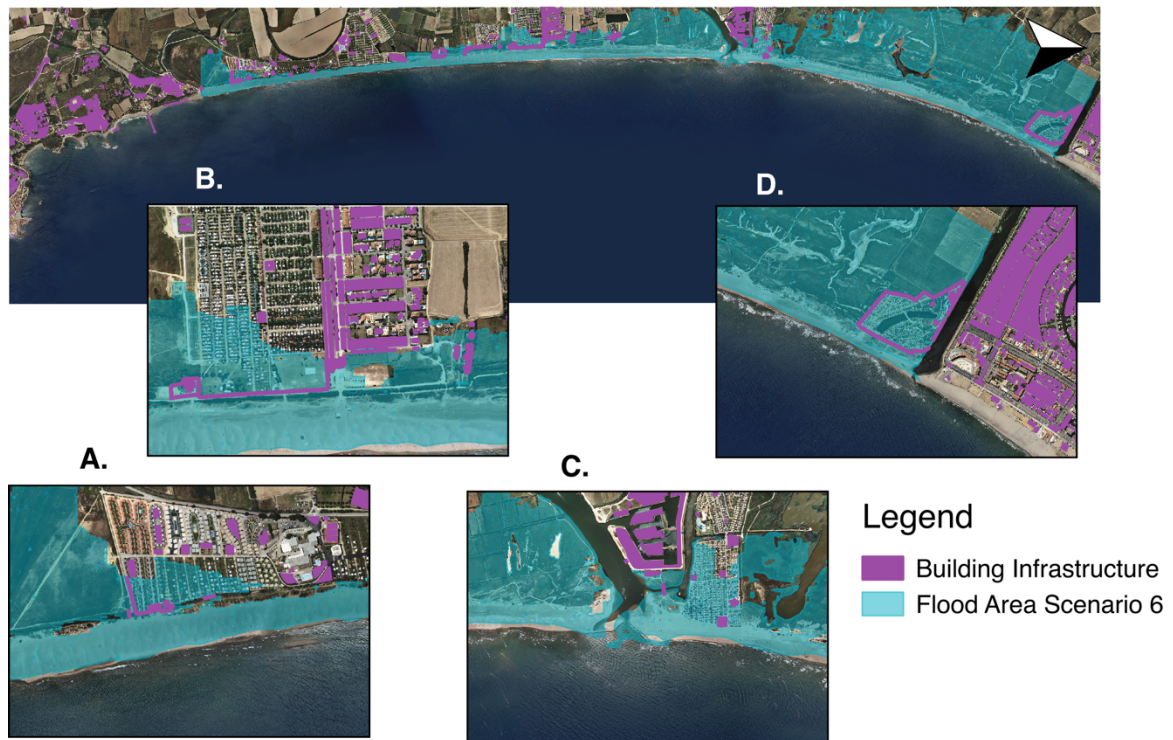 B.
D.
A.
C.
Legend
Building Infrastructure
Flood Area Scenario 6